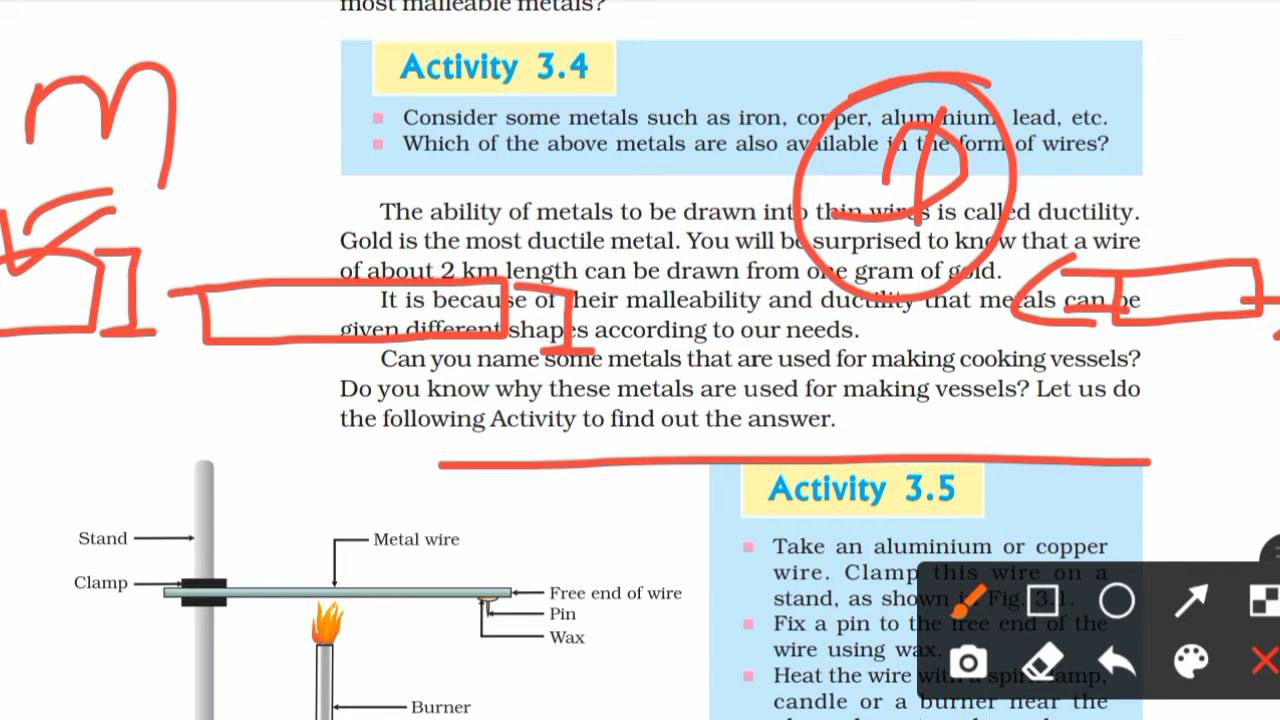 most malleable metals?
Activity 3.4
Consider some metals such as iron, copper, aluminium, lead, etc.
Which of the above metals are also available in the form of wires?
The ability of metals to be drawn into thin wires is called ductility.
Gold is the most ductile metal. You will be surprised to know that a wire
of about 2 km length can be drawn from one gram of gold.
It is because of their malleability and ductility that metals can be
given different shapes according to our needs.
Can you name some metals that are used for making cooking vessels?
Do you know why these metals are used for making vessels? Let us do
the following Activity to find out the answer.
Stand
Clamp
Metal wire
Free end of wire
Pin
Wax
Burner
Activity 3.5
Take an aluminium or copper
wire. Clamp this wire on a
stand, as shown in Fig. 3.1.
Fix a pin to the free end of the
wire using wax.
Heat the wire with a spirit lamp,
candle or a burner near the